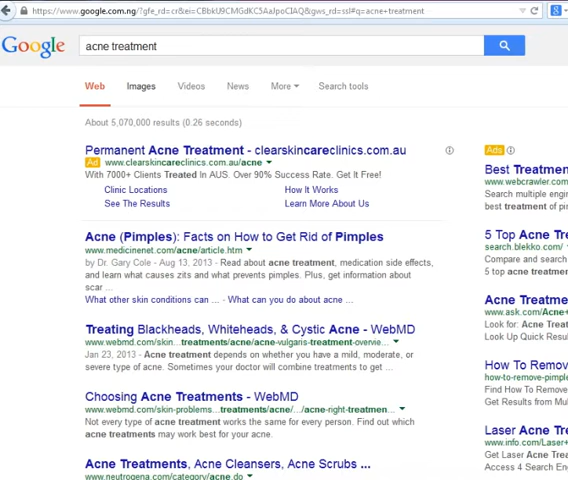 https://www.google.com.ng/?gfe_rd=cr&ei=CBbkU9CMGdKC5AaJpoCIAQ&gws_rd=ssl#q=acne+treatment
Google
acne treatment
Web Images Videos News More Search tools
About 5,070,000 results (0.26 seconds)
Permanent Acne Treatment - clearskincareclinics.com.au
Ad www.clearskincareclinics.com.au/acne
With 7000+ Clients Treated In AUS. Over 90% Success Rate. Get It Free!
Clinic Locations How It Works
See The Results Learn More About Us
Acne (Pimples): Facts on How to Get Rid of Pimples
www.medicinenet.com/acne/article.htm
by Dr. Gary Cole - Aug 13, 2013 - Read about acne treatment, medication side effects,
and learn what causes zits and what prevents pimples. Plus, get information about
scar ...
What other skin conditions can ... - What can you do about acne ...
Treating Blackheads, Whiteheads, & Cystic Acne - WebMD
www.webmd.com/skin...treatments/acne/acne-vulgaris-treatment-overvie...
Jan 23, 2013 - Acne treatment depends on whether you have a mild, moderate, or
severe type of acne. Sometimes your doctor will combine treatments to get ...
Choosing Acne Treatments - WebMD
www.webmd.com/skin-problems...treatments/acne/.../acne-right-treatmen...
Not every type of acne treatment works the same for every person. Find out which
acne treatments may work best for your acne.
Acne Treatments, Acne Cleansers, Acne Scrubs ...
www.neutrogena.com/category/acne.do
Ads
Best Treatmen
www.webcrawler.com
Search multiple engin
best treatment of pi
5 Top Acne Tre
search.blekko.com/
Compare and search
5 top acne treatment
Acne Treatme
www.ask.com/Acne+
Look for: Acne Treat
Look Up Quick Resul
How To Remov
how-to-remove-pimple
Find How To Remove
Get Results from Mul
Laser Acne Tr
www.info.com/Laser+
Get Laser Acne Treat
Access 4 Search Eng